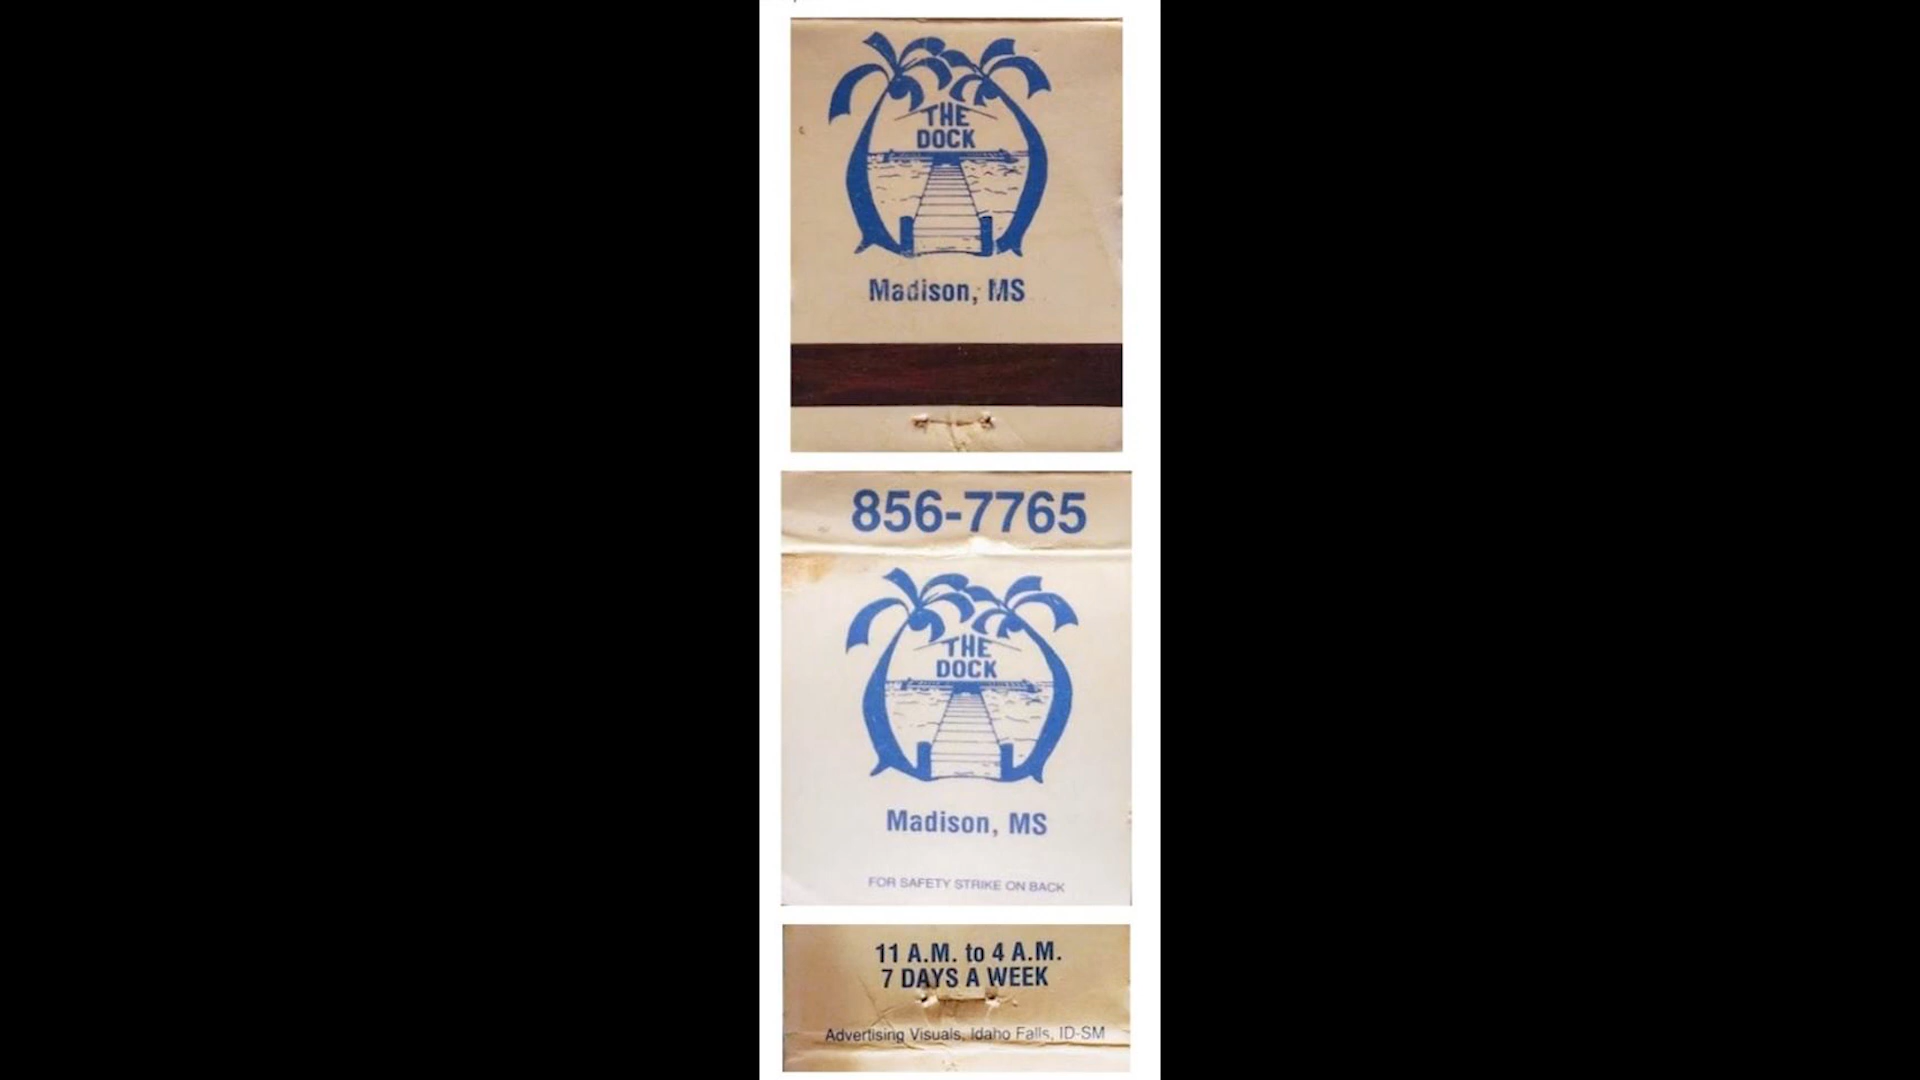 THE
DOCK
Madison, MS
856-7765
THE
DOCK
Madison, MS
FOR SAFETY STRIKE ON BACK
11 A.M. to 4 A.M.
7 DAYS A WEEK
Advertising Visuals, Idaho Falls, ID-SM